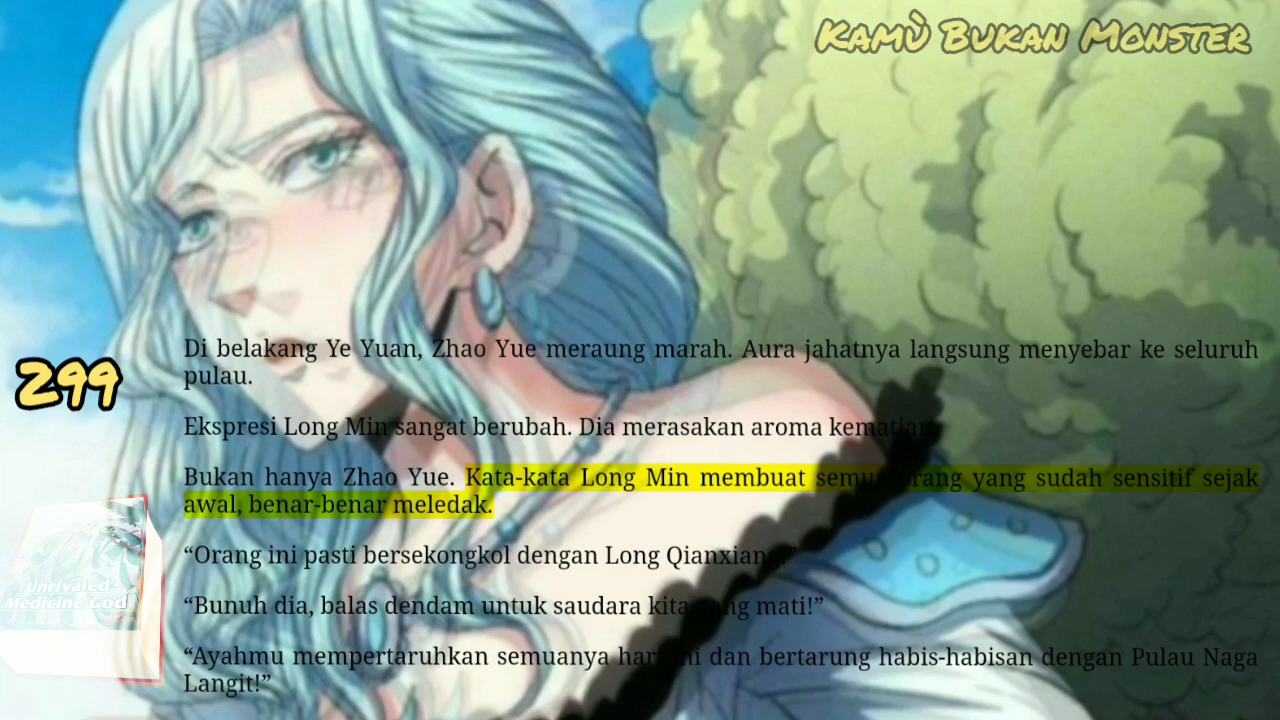 Kamù Bukan Monster
Di belakang Ye Yuan, Zhao Yue meraung marah. Aura jahatnya langsung menyebar ke seluruh
pulau.
299
Ekspresi Long Min sangat berubah. Dia merasakan aroma kematian.
Bukan hanya Zhao Yue. Kata-kata Long Min membuat semua orang yang sudah sensitif sejak
awal, benar-benar meledak.
“Orang ini pasti bersekongkol dengan Long Qianxiang!”
Unrivaled
Medicine God
“Bunuh dia, balas dendam untuk saudara kita yang mati!”
“Ayahmu mempertaruhkan semuanya hari ini dan bertarung habis-habisan dengan Pulau Naga
Langit!”